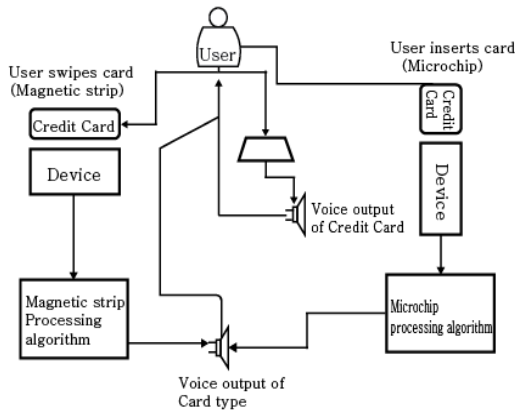 User
User swipes card
(Magnetic strip)
User inserts card
(Microchip)
Credit Card
Credit
Card
Device
Device
Voice output
of Credit Card
Magnetic strip
Processing
algorithm
Microchip
processing algorithm
Voice output of
Card type